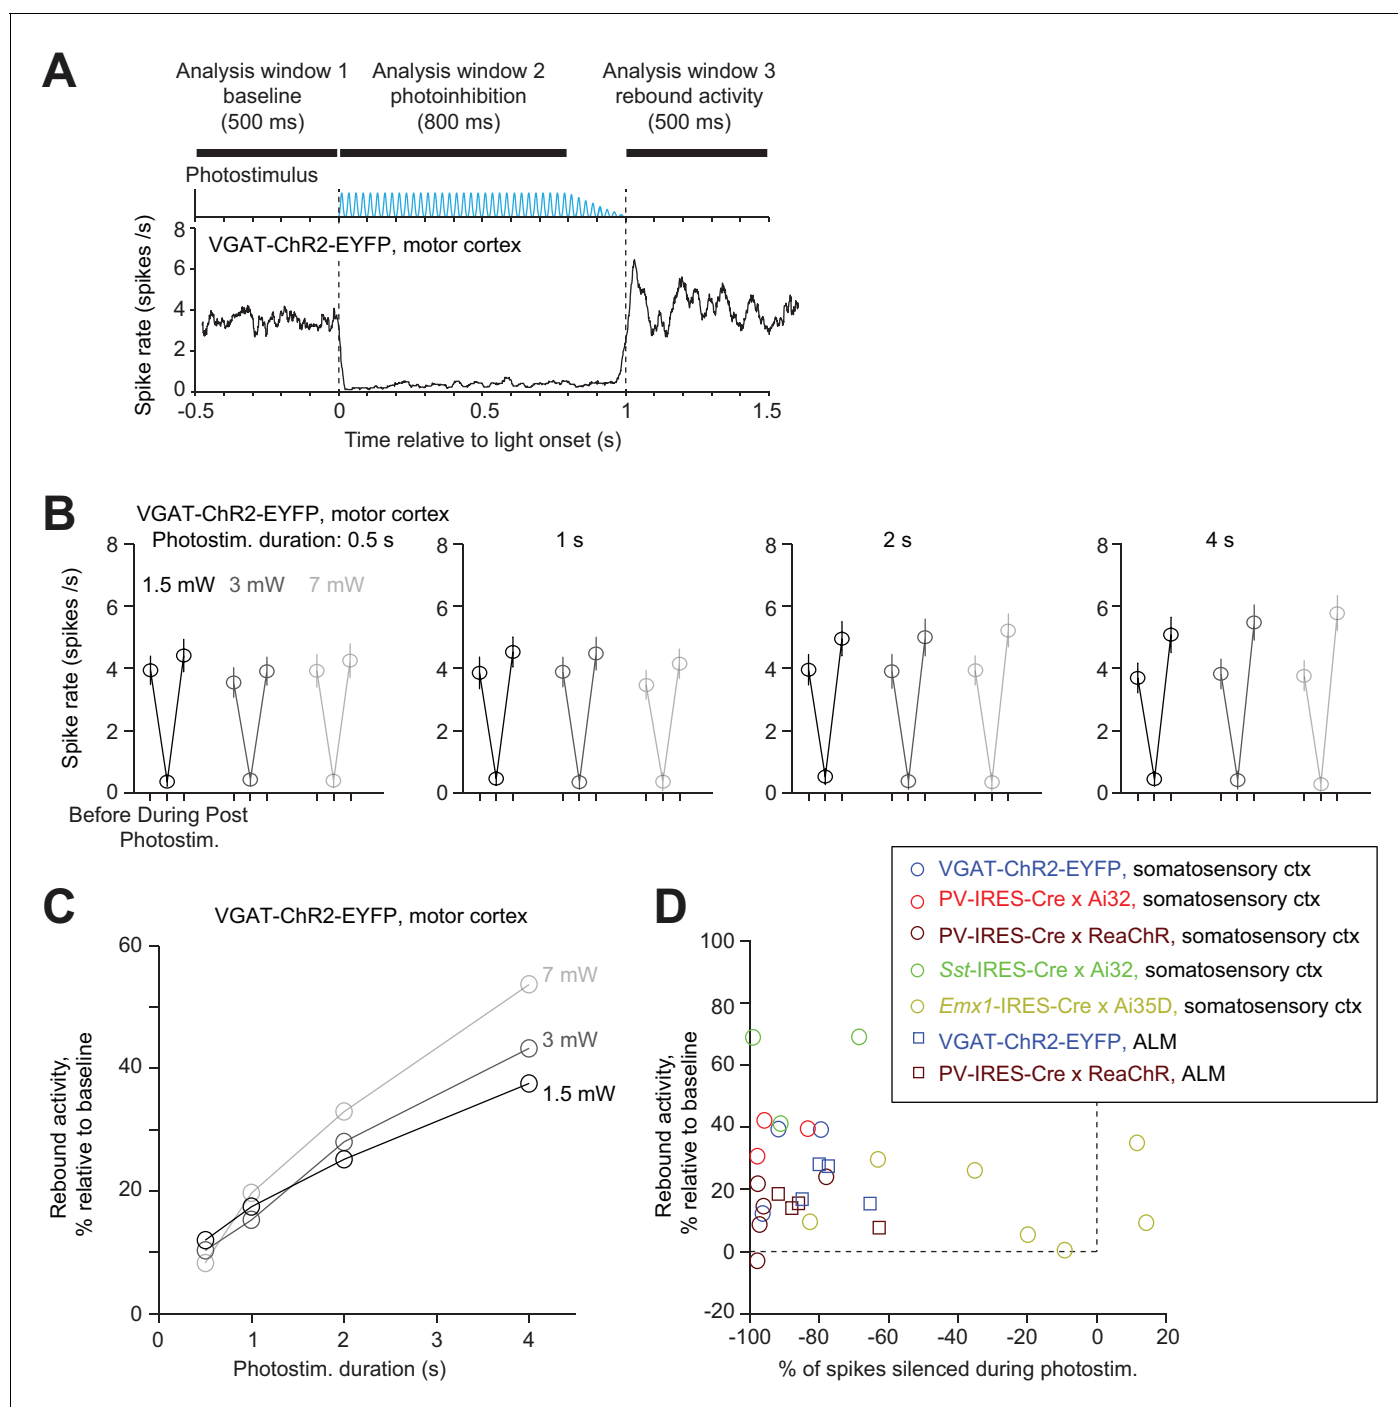 A
Analysis window 1
baseline
(500 ms)
Analysis window 2
photoinhibition
(800 ms)
Analysis window 3
rebound activity
(500 ms)
Photostimulus
VGAT-ChR2-EYFP, motor cortex
Spike rate (spikes /s)
8
6
4
2
0
-0.5
0
0.5
1
1.5
Time relative to light onset (s)
B
VGAT-ChR2-EYFP, motor cortex
Photostim. duration: 0.5 s
1 s
2 s
4 s
1.5 mW
3 mW
7 mW
Spike rate (spikes /s)
8
6
4
2
0
8
6
4
2
0
8
6
4
2
0
8
6
4
2
0
Before During Post
Photostim.
C
VGAT-ChR2-EYFP, motor cortex
Rebound activity,
% relative to baseline
60
40
20
0
7 mW
3 mW
1.5 mW
0
1
2
3
4
Photostim. duration (s)
D
VGAT-ChR2-EYFP, somatosensory ctx
PV-IRES-Cre x Ai32, somatosensory ctx
PV-IRES-Cre x ReaChR, somatosensory ctx
Sst-IRES-Cre x Ai32, somatosensory ctx
Emx1-IRES-Cre x Ai35D, somatosensory ctx
VGAT-ChR2-EYFP, ALM
PV-IRES-Cre x ReaChR, ALM
Rebound activity,
% relative to baseline
100
80
60
40
20
0
-20
-100
-80
-60
-40
-20
0
20
% of spikes silenced during photostim.